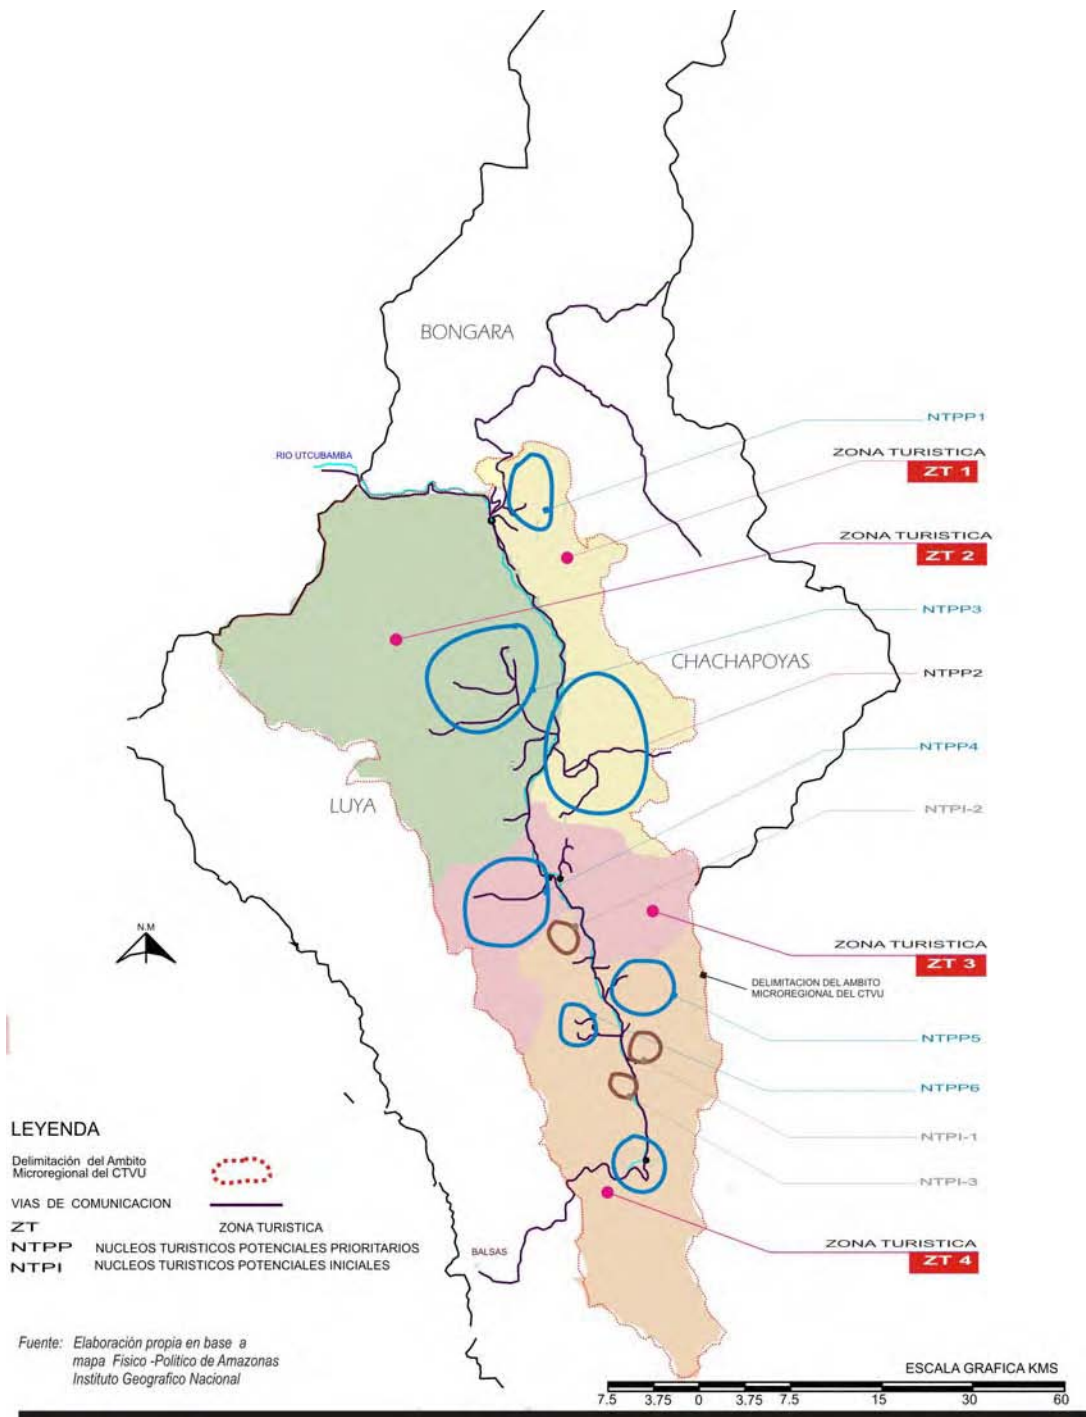 BONGARA
NTPP1
ZONA TURISTICA
ZT 1
RIO UTCUBAMBA
ZONA TURISTICA
ZT 2
NTPP3
CHACHAPOYAS
NTPP2
NTPP4
LUYA
NTPI-2
N.M
ZONA TURISTICA
ZT 3
DELIMITACION DEL AMBITO
MICROREGIONAL DEL CTVU
NTPP5
NTPP6
NTPI-1
NTPI-3
LEYENDA
Delimitación del Ambito
Microregional del CTVU
VIAS DE COMUNICACION
ZT ZONA TURISTICA
NTPP NUCLEOS TURISTICOS POTENCIALES PRIORITARIOS
NTPI NUCLEOS TURISTICOS POTENCIALES INICIALES
BALSAS
ZONA TURISTICA
ZT 4
Fuente: Elaboración propia en base a
mapa Fisico -Politico de Amazonas
Instituto Geografico Nacional
ESCALA GRAFICA KMS
7.5 3.75 0 3.75 7.5 15 30 60